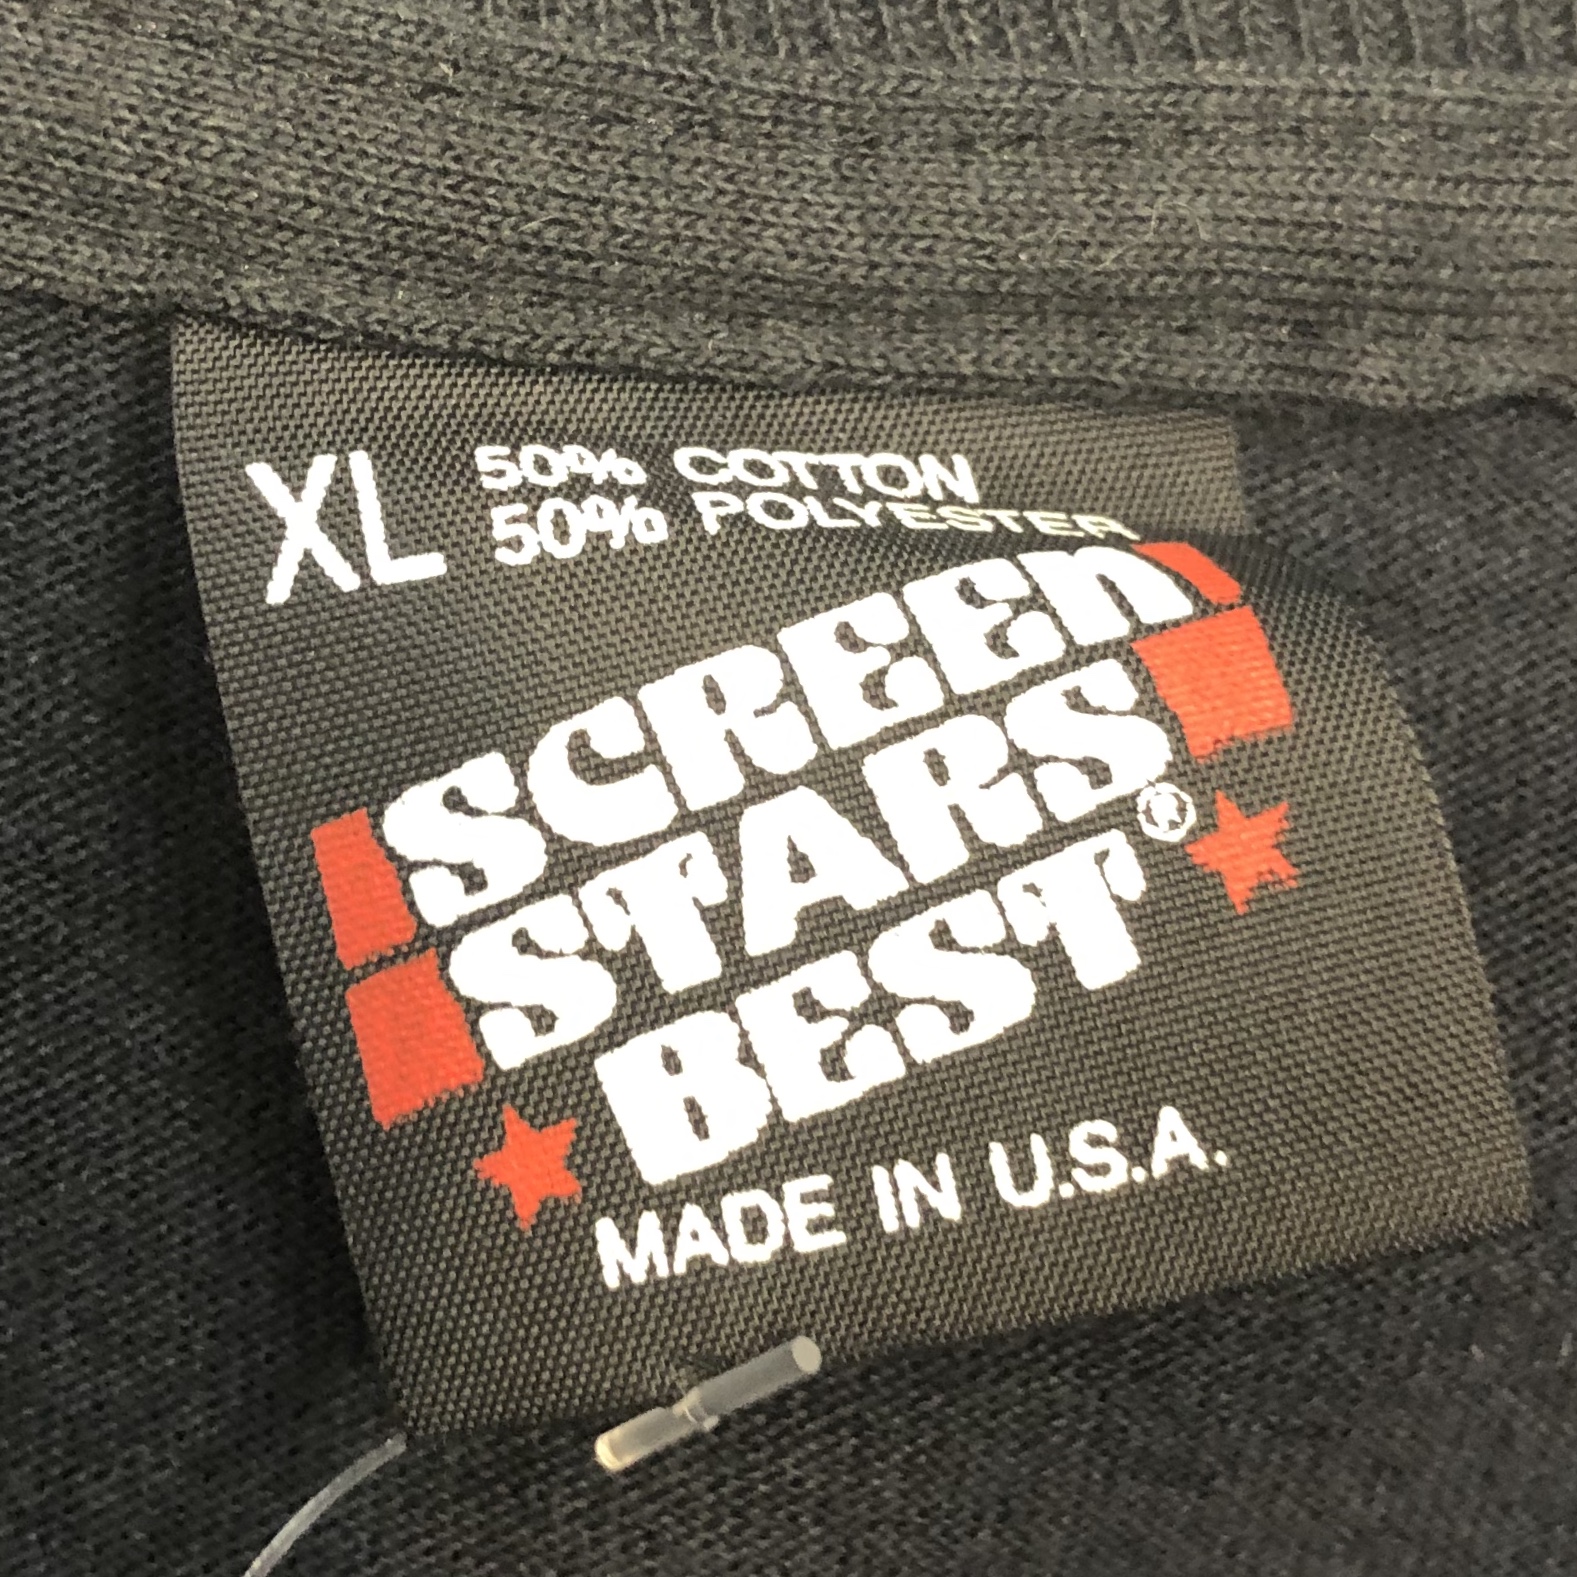 XL 50% COTTON
50% POLYESTER
SCREEN
STARS
BEST®
MADE IN U.S.A.